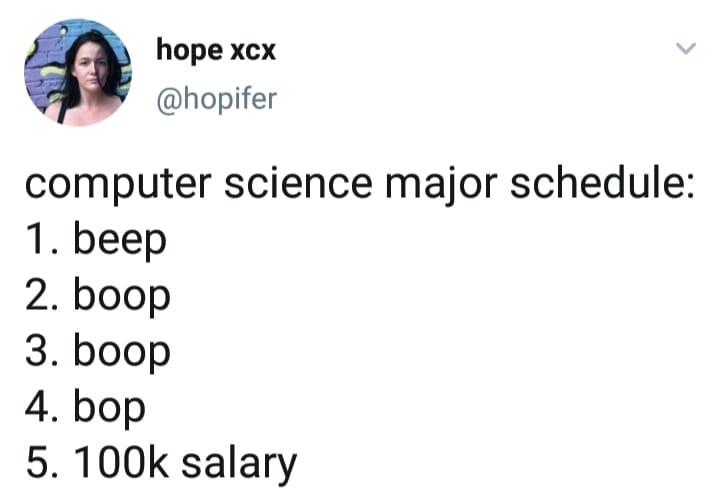 hope xcx
@hopifer
computer science major schedule:
1. beep
2. boop
3. boop
4. bop
5. 100k salary